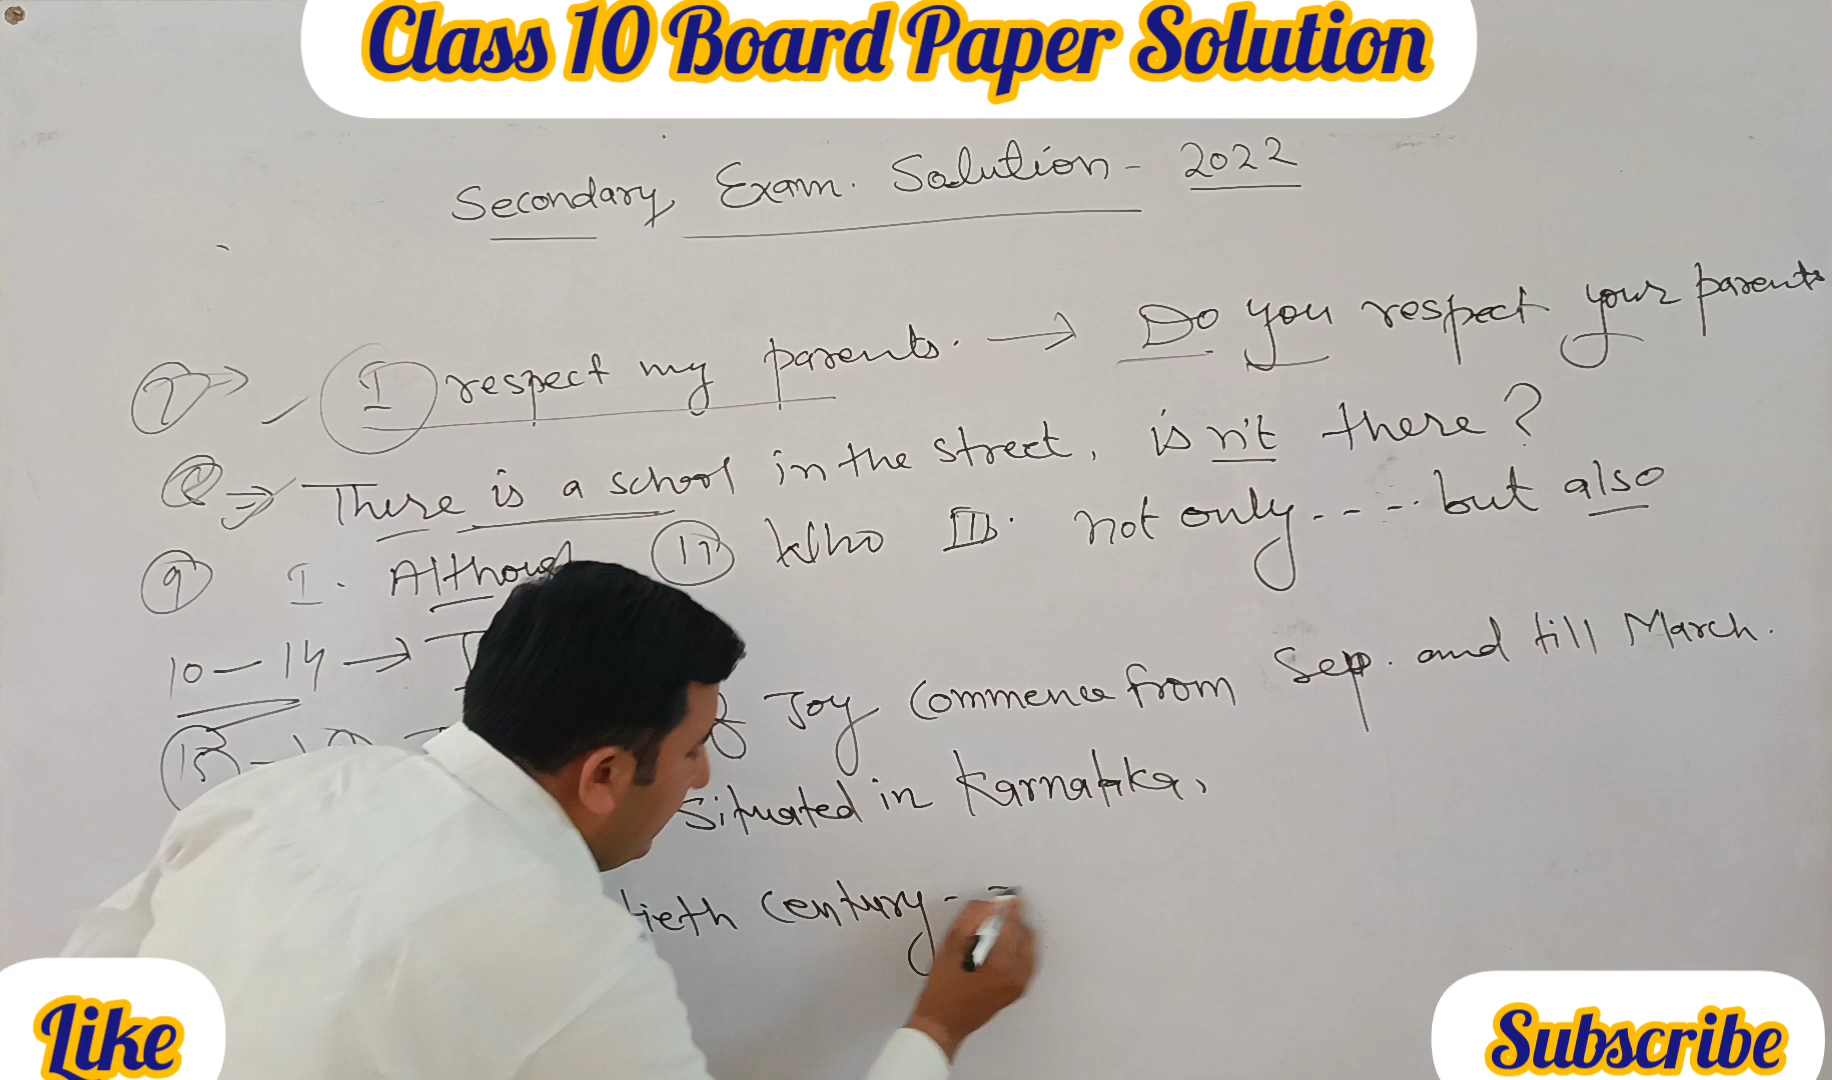 Class 10 Board Paper Solution
Secondary Exam. Solution - 2022
7 → I respect my parents. → Do you respect your parents
8 → There is a school in the street, isn't there?
9 I. Although II Who III. not only ---- but also
10 - 14 →
Joy Commence from Sep. and till March.
15 -
situated in Karnataka,
tieth Century - -
Like
Subscribe